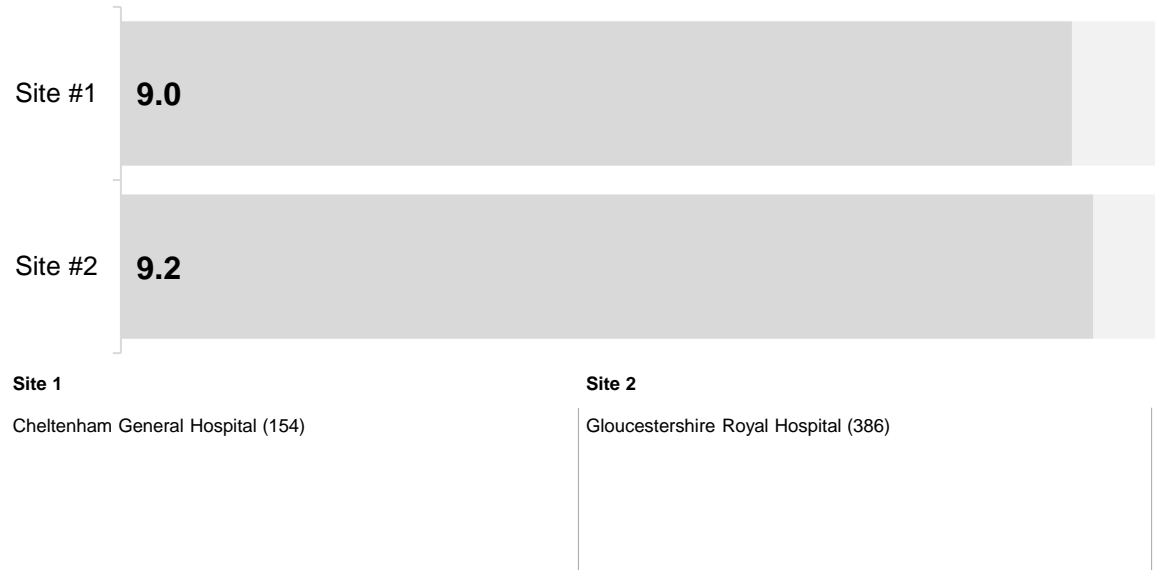 Site #1 9.0
Site #2 9.2
Site 1 Site 2
Cheltenham General Hospital (154) Gloucestershire Royal Hospital (386)